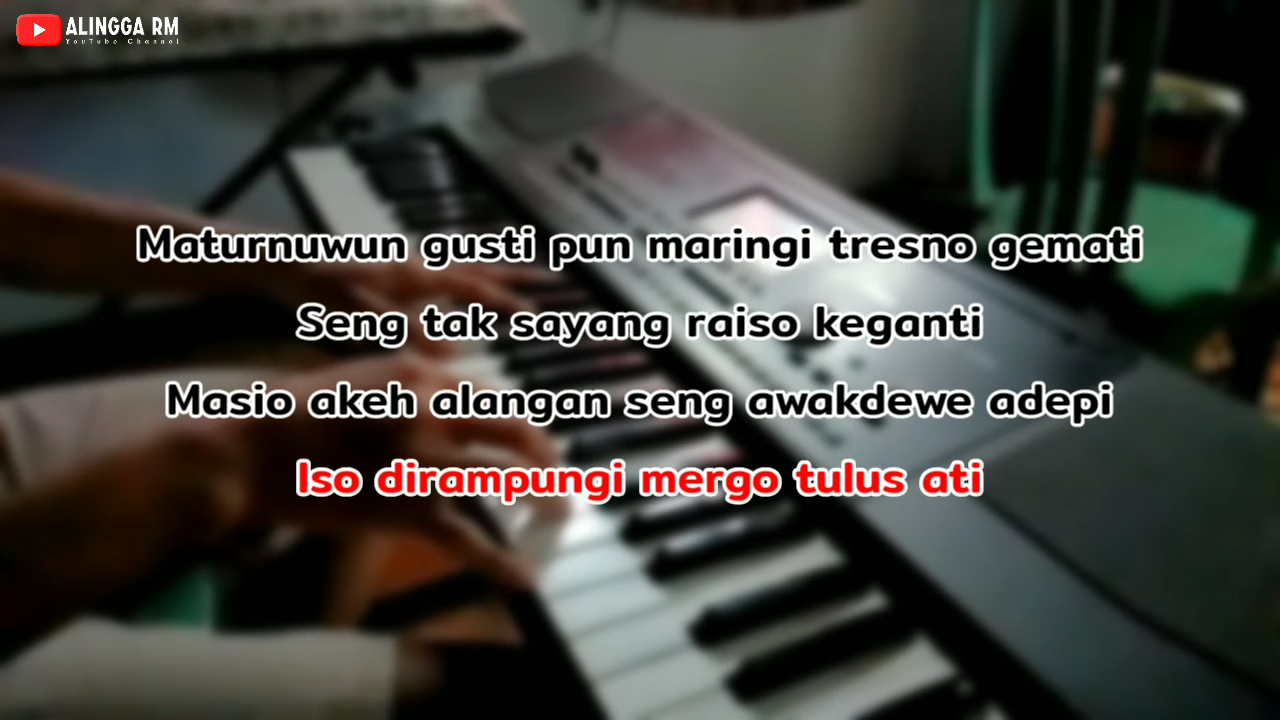 ALINGGA RM
YouTube Channel
Maturnuwun gusti pun maringi tresno gemati
Seng tak sayang raiso keganti
Masio akeh alangan seng awakdewe adepi
Iso dirampungi mergo tulus ati